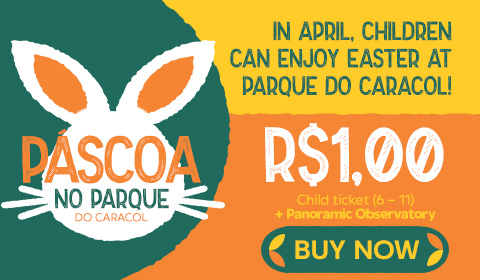 PÁSCOA
NO PARQUE
DO CARACOL
IN APRIL, CHILDREN
CAN ENJOY EASTER AT
PARQUE DO CARACOL!
R$1,00
Child ticket (6 – 11)
+ Panoramic Observatory
BUY NOW